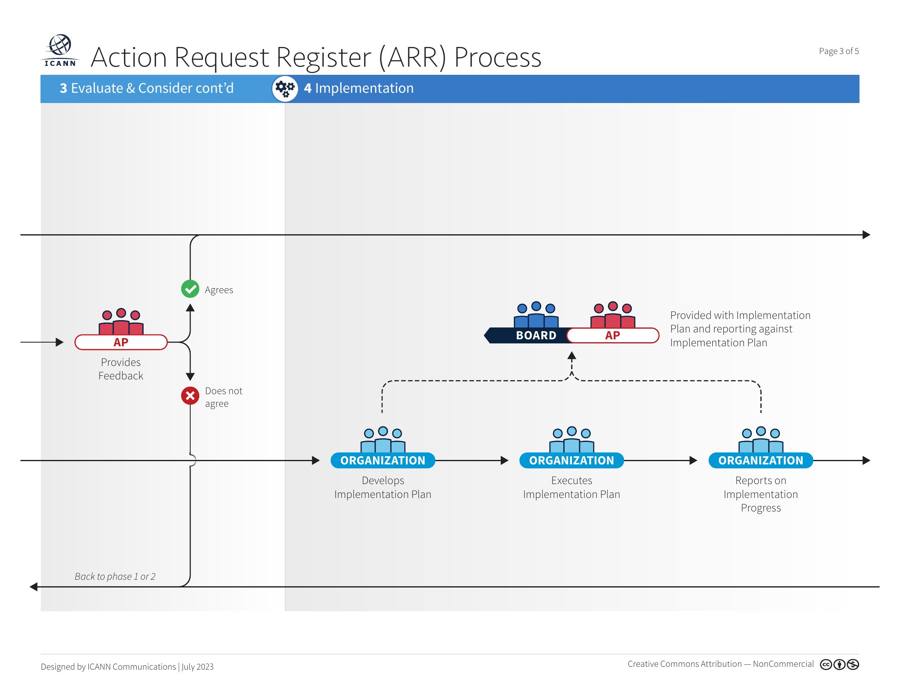 ICANN
Action Request Register (ARR) Process
Page 3 of 5
3 Evaluate & Consider cont’d
4 Implementation
Agrees
AP
Provides
Feedback
Does not
agree
BOARD
AP
Provided with Implementation
Plan and reporting against
Implementation Plan
ORGANIZATION
Develops
Implementation Plan
ORGANIZATION
Executes
Implementation Plan
ORGANIZATION
Reports on
Implementation
Progress
Back to phase 1 or 2
Designed by ICANN Communications | July 2023
Creative Commons Attribution — NonCommercial